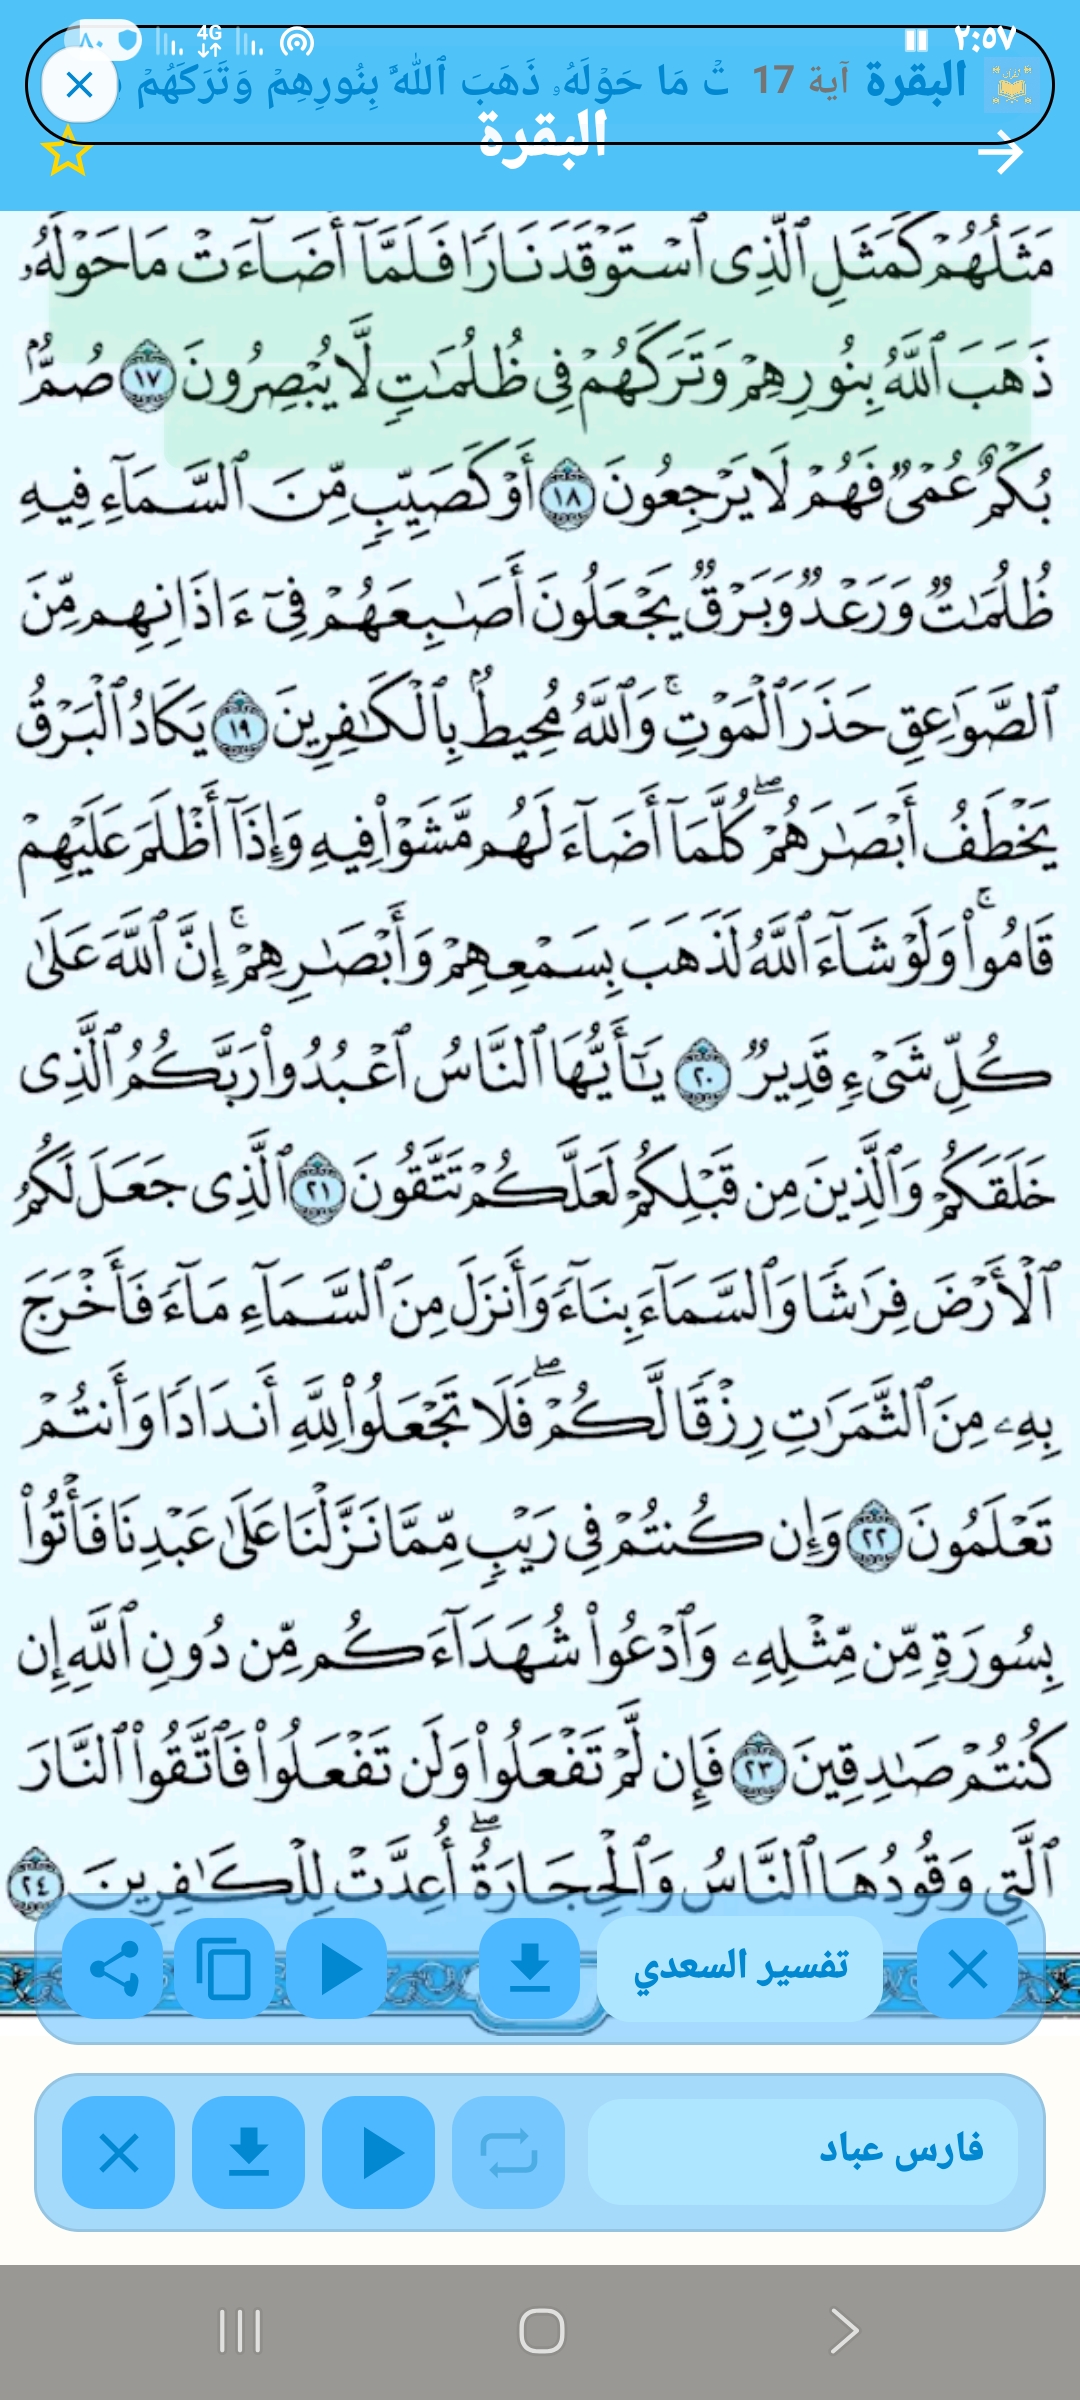 ٨٠ 4G ٢:٥٧
البقرة آية 17 تۡ مَا حَوۡلَهُۥ ذَهَبَ ٱللَّهُ بِنُورِهِمۡ وَتَرَكَهُمۡ
البقرة
مَثَلُهُمۡ كَمَثَلِ ٱلَّذِي ٱسۡتَوۡقَدَ نَارٗا فَلَمَّآ أَضَآءَتۡ مَا حَوۡلَهُۥ
ذَهَبَ ٱللَّهُ بِنُورِهِمۡ وَتَرَكَهُمۡ فِي ظُلُمَٰتٖ لَّا يُبۡصِرُونَ ١٧ صُمُّۢ
بُكۡمٌ عُمۡيٞ فَهُمۡ لَا يَرۡجِعُونَ ١٨ أَوۡ كَصَيِّبٖ مِّنَ ٱلسَّمَآءِ فِيهِ
ظُلُمَٰتٞ وَرَعۡدٞ وَبَرۡقٞ يَجۡعَلُونَ أَصَٰبِعَهُمۡ فِيٓ ءَاذَانِهِم مِّنَ
ٱلصَّوَٰعِقِ حَذَرَ ٱلۡمَوۡتِۚ وَٱللَّهُ مُحِيطُۢ بِٱلۡكَٰفِرِينَ ١٩ يَكَادُ ٱلۡبَرۡقُ
يَخۡطَفُ أَبۡصَٰرَهُمۡۖ كُلَّمَآ أَضَآءَ لَهُم مَّشَوۡاْ فِيهِ وَإِذَآ أَظۡلَمَ عَلَيۡهِمۡ
قَامُواْۚ وَلَوۡ شَآءَ ٱللَّهُ لَذَهَبَ بِسَمۡعِهِمۡ وَأَبۡصَٰرِهِمۡۚ إِنَّ ٱللَّهَ عَلَىٰ
كُلِّ شَيۡءٖ قَدِيرٞ ٢٠ يَٰٓأَيُّهَا ٱلنَّاسُ ٱعۡبُدُواْ رَبَّكُمُ ٱلَّذِي
خَلَقَكُمۡ وَٱلَّذِينَ مِن قَبۡلِكُمۡ لَعَلَّكُمۡ تَتَّقُونَ ٢١ ٱلَّذِي جَعَلَ لَكُمُ
ٱلۡأَرۡضَ فِرَٰشٗا وَٱلسَّمَآءَ بِنَآءٗ وَأَنزَلَ مِنَ ٱلسَّمَآءِ مَآءٗ فَأَخۡرَجَ
بِهِۦ مِنَ ٱلثَّمَرَٰتِ رِزۡقٗا لَّكُمۡۖ فَلَا تَجۡعَلُواْ لِلَّهِ أَندَادٗا وَأَنتُمۡ
تَعۡلَمُونَ ٢٢ وَإِن كُنتُمۡ فِي رَيۡبٖ مِّمَّا نَزَّلۡنَا عَلَىٰ عَبۡدِنَا فَأۡتُواْ
بِسُورَةٖ مِّن مِّثۡلِهِۦ وَٱدۡعُواْ شُهَدَآءَكُم مِّن دُونِ ٱللَّهِ إِن
كُنتُمۡ صَٰدِقِينَ ٢٣ فَإِن لَّمۡ تَفۡعَلُواْ وَلَن تَفۡعَلُواْ فَٱتَّقُواْ ٱلنَّارَ
ٱلَّتِي وَقُودُهَا ٱلنَّاسُ وَٱلۡحِجَارَةُۖ أُعِدَّتۡ لِلۡكَٰفِرِينَ ٢٤
تفسير السعدي
فارس عباد